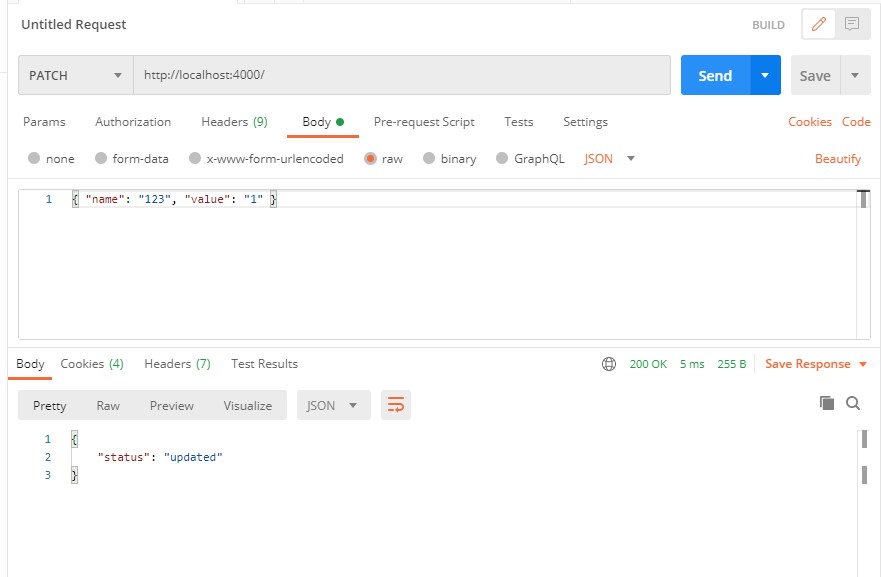 Untitled Request BUILD
PATCH http://localhost:4000/ Send Save
Params Authorization Headers (9) Body Pre-request Script Tests Settings Cookies Code
none form-data x-www-form-urlencoded raw binary GraphQL JSON Beautify
1 { "name": "123", "value": "1" }
Body Cookies (4) Headers (7) Test Results 200 OK 5 ms 255 B Save Response
Pretty Raw Preview Visualize JSON
1 {
2 "status": "updated"
3 }